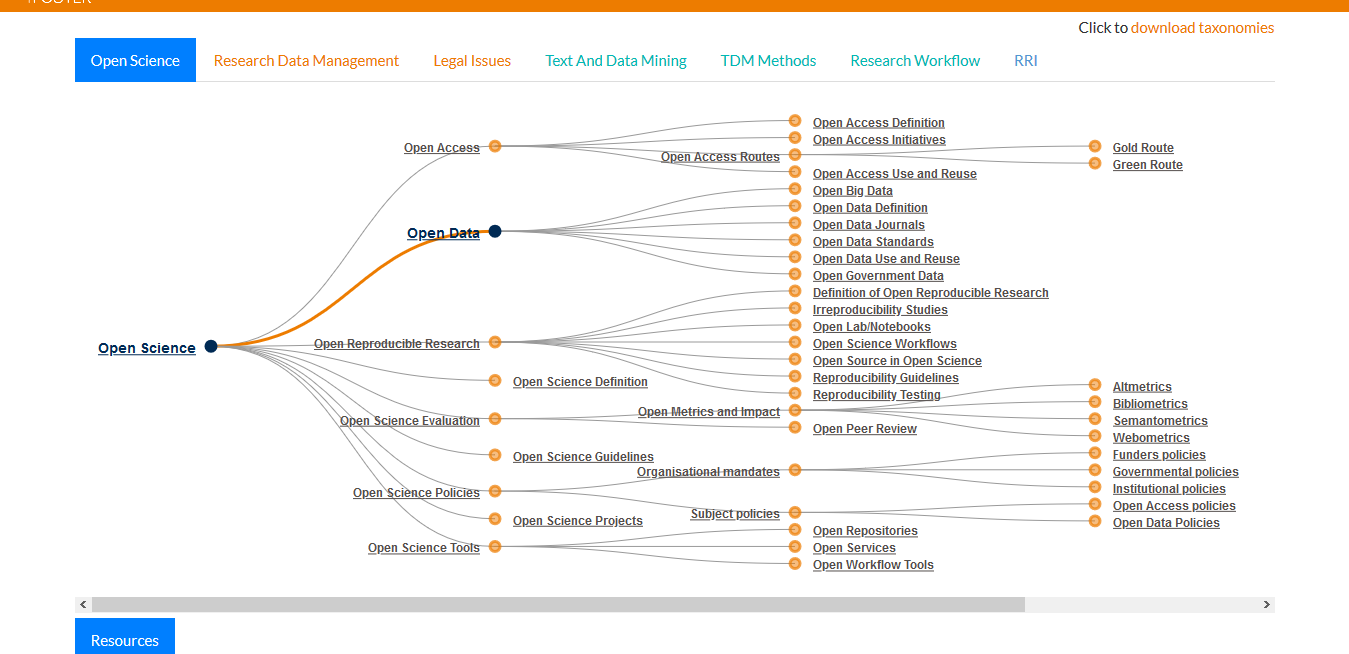 Click to download taxonomies
Open Science
Research Data Management
Legal Issues
Text And Data Mining
TDM Methods
Research Workflow
RRI
Open Science
Open Access
Open Access Definition
Open Access Initiatives
Open Access Routes
Gold Route
Green Route
Open Access Use and Reuse
Open Data
Open Big Data
Open Data Definition
Open Data Journals
Open Data Standards
Open Data Use and Reuse
Open Government Data
Open Reproducible Research
Definition of Open Reproducible Research
Irreproducibility Studies
Open Lab/Notebooks
Open Science Workflows
Open Source in Open Science
Reproducibility Guidelines
Reproducibility Testing
Open Science Definition
Open Science Evaluation
Open Metrics and Impact
Altmetrics
Bibliometrics
Semantometrics
Webometrics
Open Peer Review
Open Science Guidelines
Open Science Policies
Organisational mandates
Funders policies
Governmental policies
Institutional policies
Subject policies
Open Access policies
Open Data Policies
Open Science Projects
Open Science Tools
Open Repositories
Open Services
Open Workflow Tools
Resources